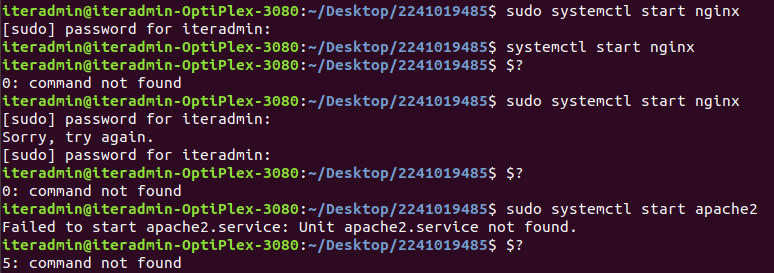 iteradmin@iteradmin-OptiPlex-3080:~/Desktop/2241019485$ sudo systemctl start nginx
[sudo] password for iteradmin:
iteradmin@iteradmin-OptiPlex-3080:~/Desktop/2241019485$ systemctl start nginx
iteradmin@iteradmin-OptiPlex-3080:~/Desktop/2241019485$ $?
0: command not found
iteradmin@iteradmin-OptiPlex-3080:~/Desktop/2241019485$ sudo systemctl start nginx
[sudo] password for iteradmin:
Sorry, try again.
[sudo] password for iteradmin:
iteradmin@iteradmin-OptiPlex-3080:~/Desktop/2241019485$ $?
0: command not found
iteradmin@iteradmin-OptiPlex-3080:~/Desktop/2241019485$ sudo systemctl start apache2
Failed to start apache2.service: Unit apache2.service not found.
iteradmin@iteradmin-OptiPlex-3080:~/Desktop/2241019485$ $?
5: command not found